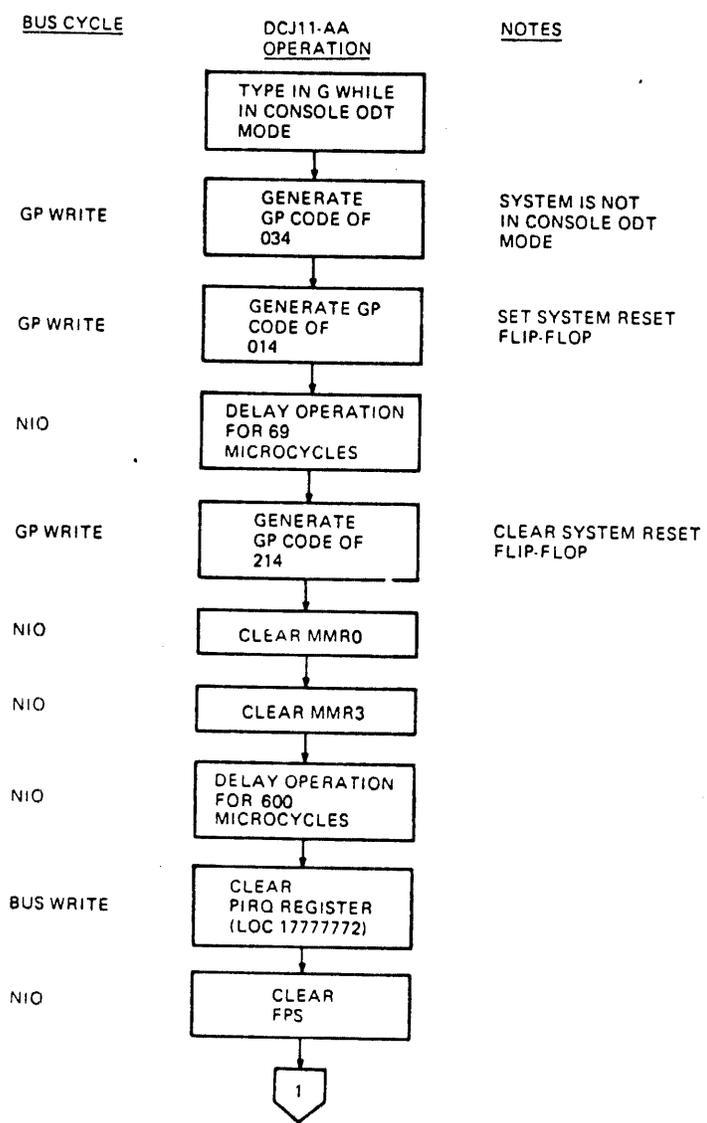 BUS CYCLE
DCJ11-AA
OPERATION
NOTES
TYPE IN G WHILE
IN CONSOLE ODT
MODE
GP WRITE
GENERATE
GP CODE OF
034
SYSTEM IS NOT
IN CONSOLE ODT
MODE
GP WRITE
GENERATE GP
CODE OF
014
SET SYSTEM RESET
FLIP-FLOP
NIO
DELAY OPERATION
FOR 69
MICROCYCLES
GP WRITE
GENERATE
GP CODE OF
214
CLEAR SYSTEM RESET
FLIP-FLOP
NIO
CLEAR MMR0
NIO
CLEAR MMR3
NIO
DELAY OPERATION
FOR 600
MICROCYCLES
BUS WRITE
CLEAR
PIRQ REGISTER
(LOC 17777772)
NIO
CLEAR
FPS
1